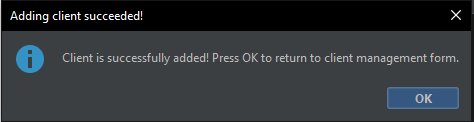 Adding client succeeded!
Client is successfully added! Press OK to return to client management form.
OK